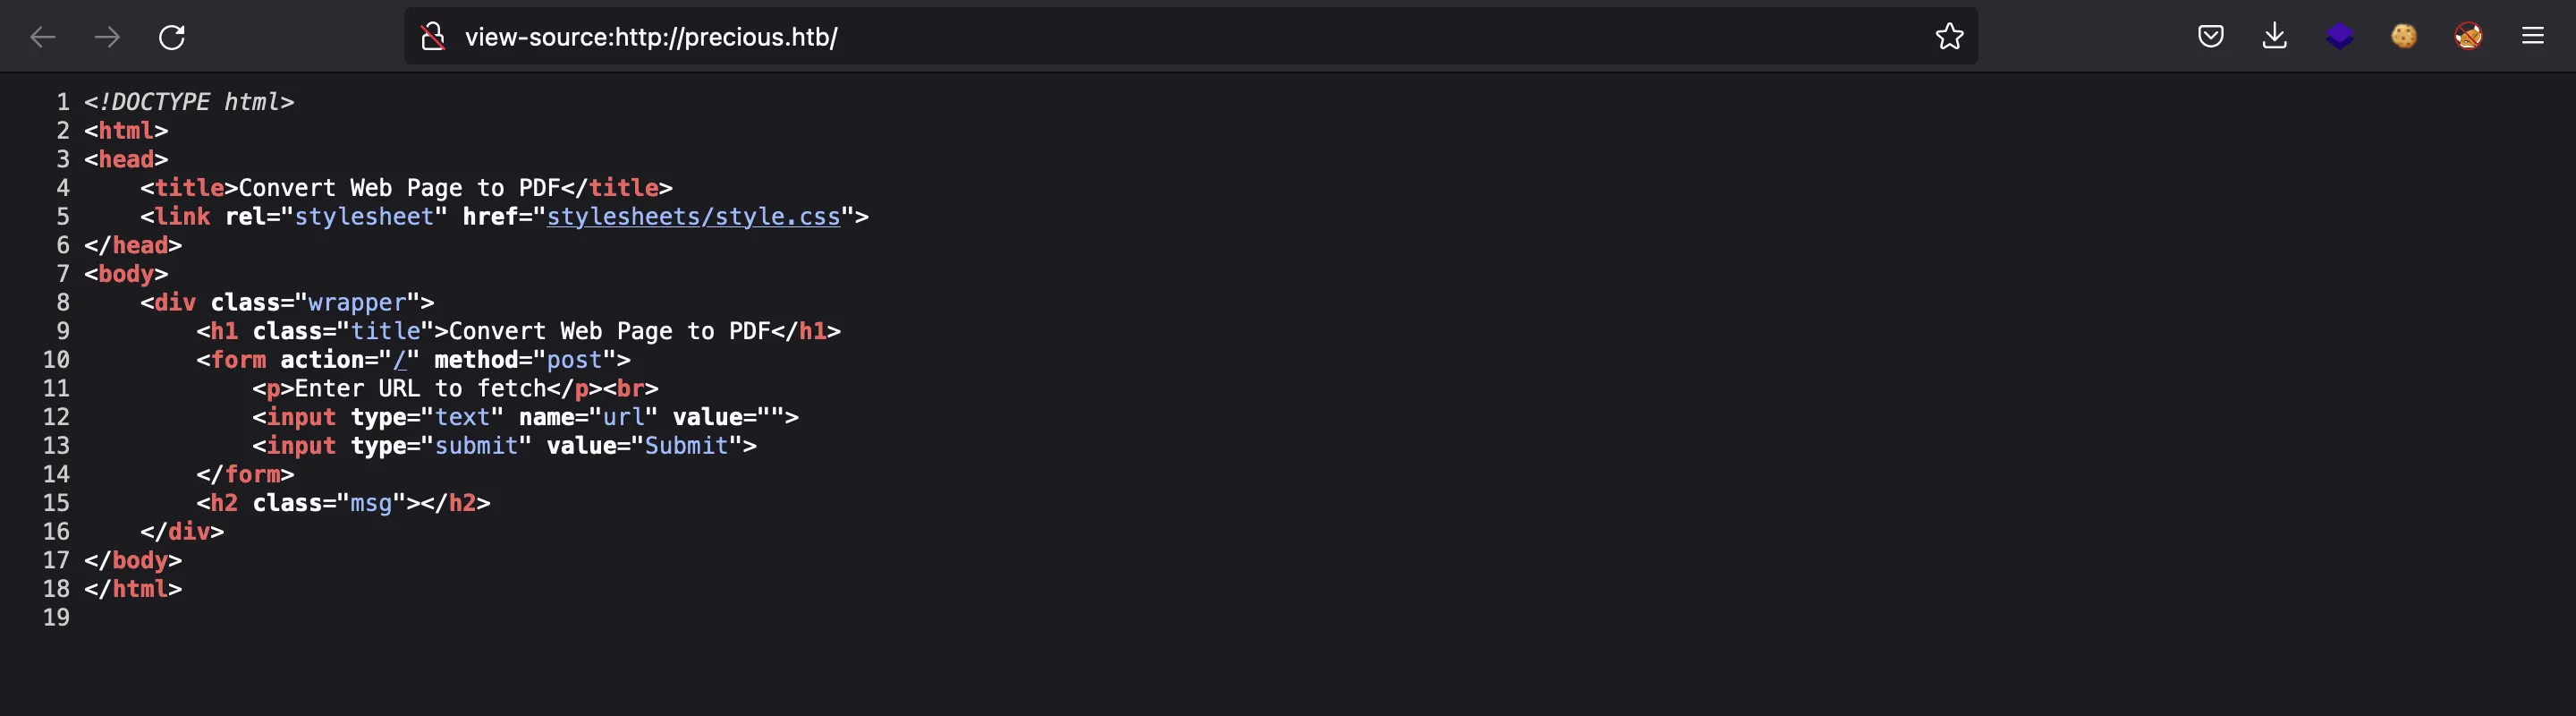 view-source:http://precious.htb/
1 <!DOCTYPE html>
2 <html>
3 <head>
4     <title>Convert Web Page to PDF</title>
5     <link rel="stylesheet" href="stylesheets/style.css">
6 </head>
7 <body>
8     <div class="wrapper">
9         <h1 class="title">Convert Web Page to PDF</h1>
10         <form action="/" method="post">
11             <p>Enter URL to fetch</p><br>
12             <input type="text" name="url" value="">
13             <input type="submit" value="Submit">
14         </form>
15         <h2 class="msg"></h2>
16     </div>
17 </body>
18 </html>
19